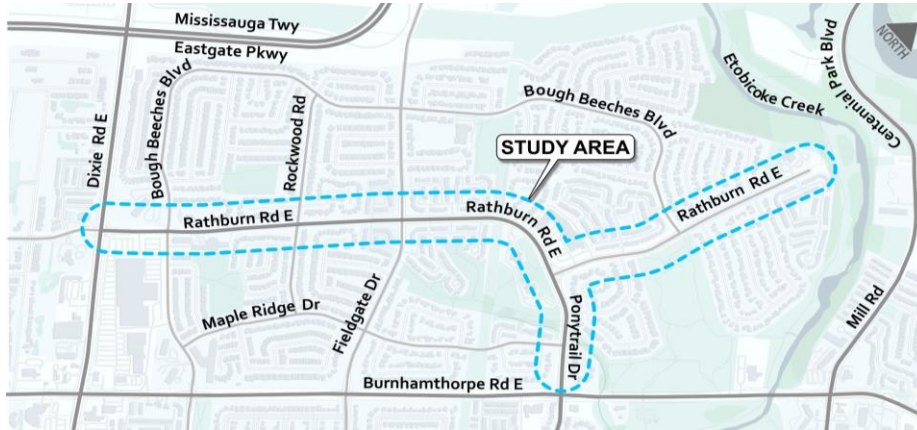 Mississauga Twy
Eastgate Pkwy
Dixie Rd E
Bough Beeches Blvd
Rockwood Rd
Bough Beeches Blvd
Etobicoke Creek
Centennial Park Blvd
NORTH
STUDY AREA
Rathburn Rd E
Rathburn Rd E
Rathburn Rd E
Maple Ridge Dr
Fieldgate Dr
Ponytrail Dr
Mill Rd
Burnhamthorpe Rd E